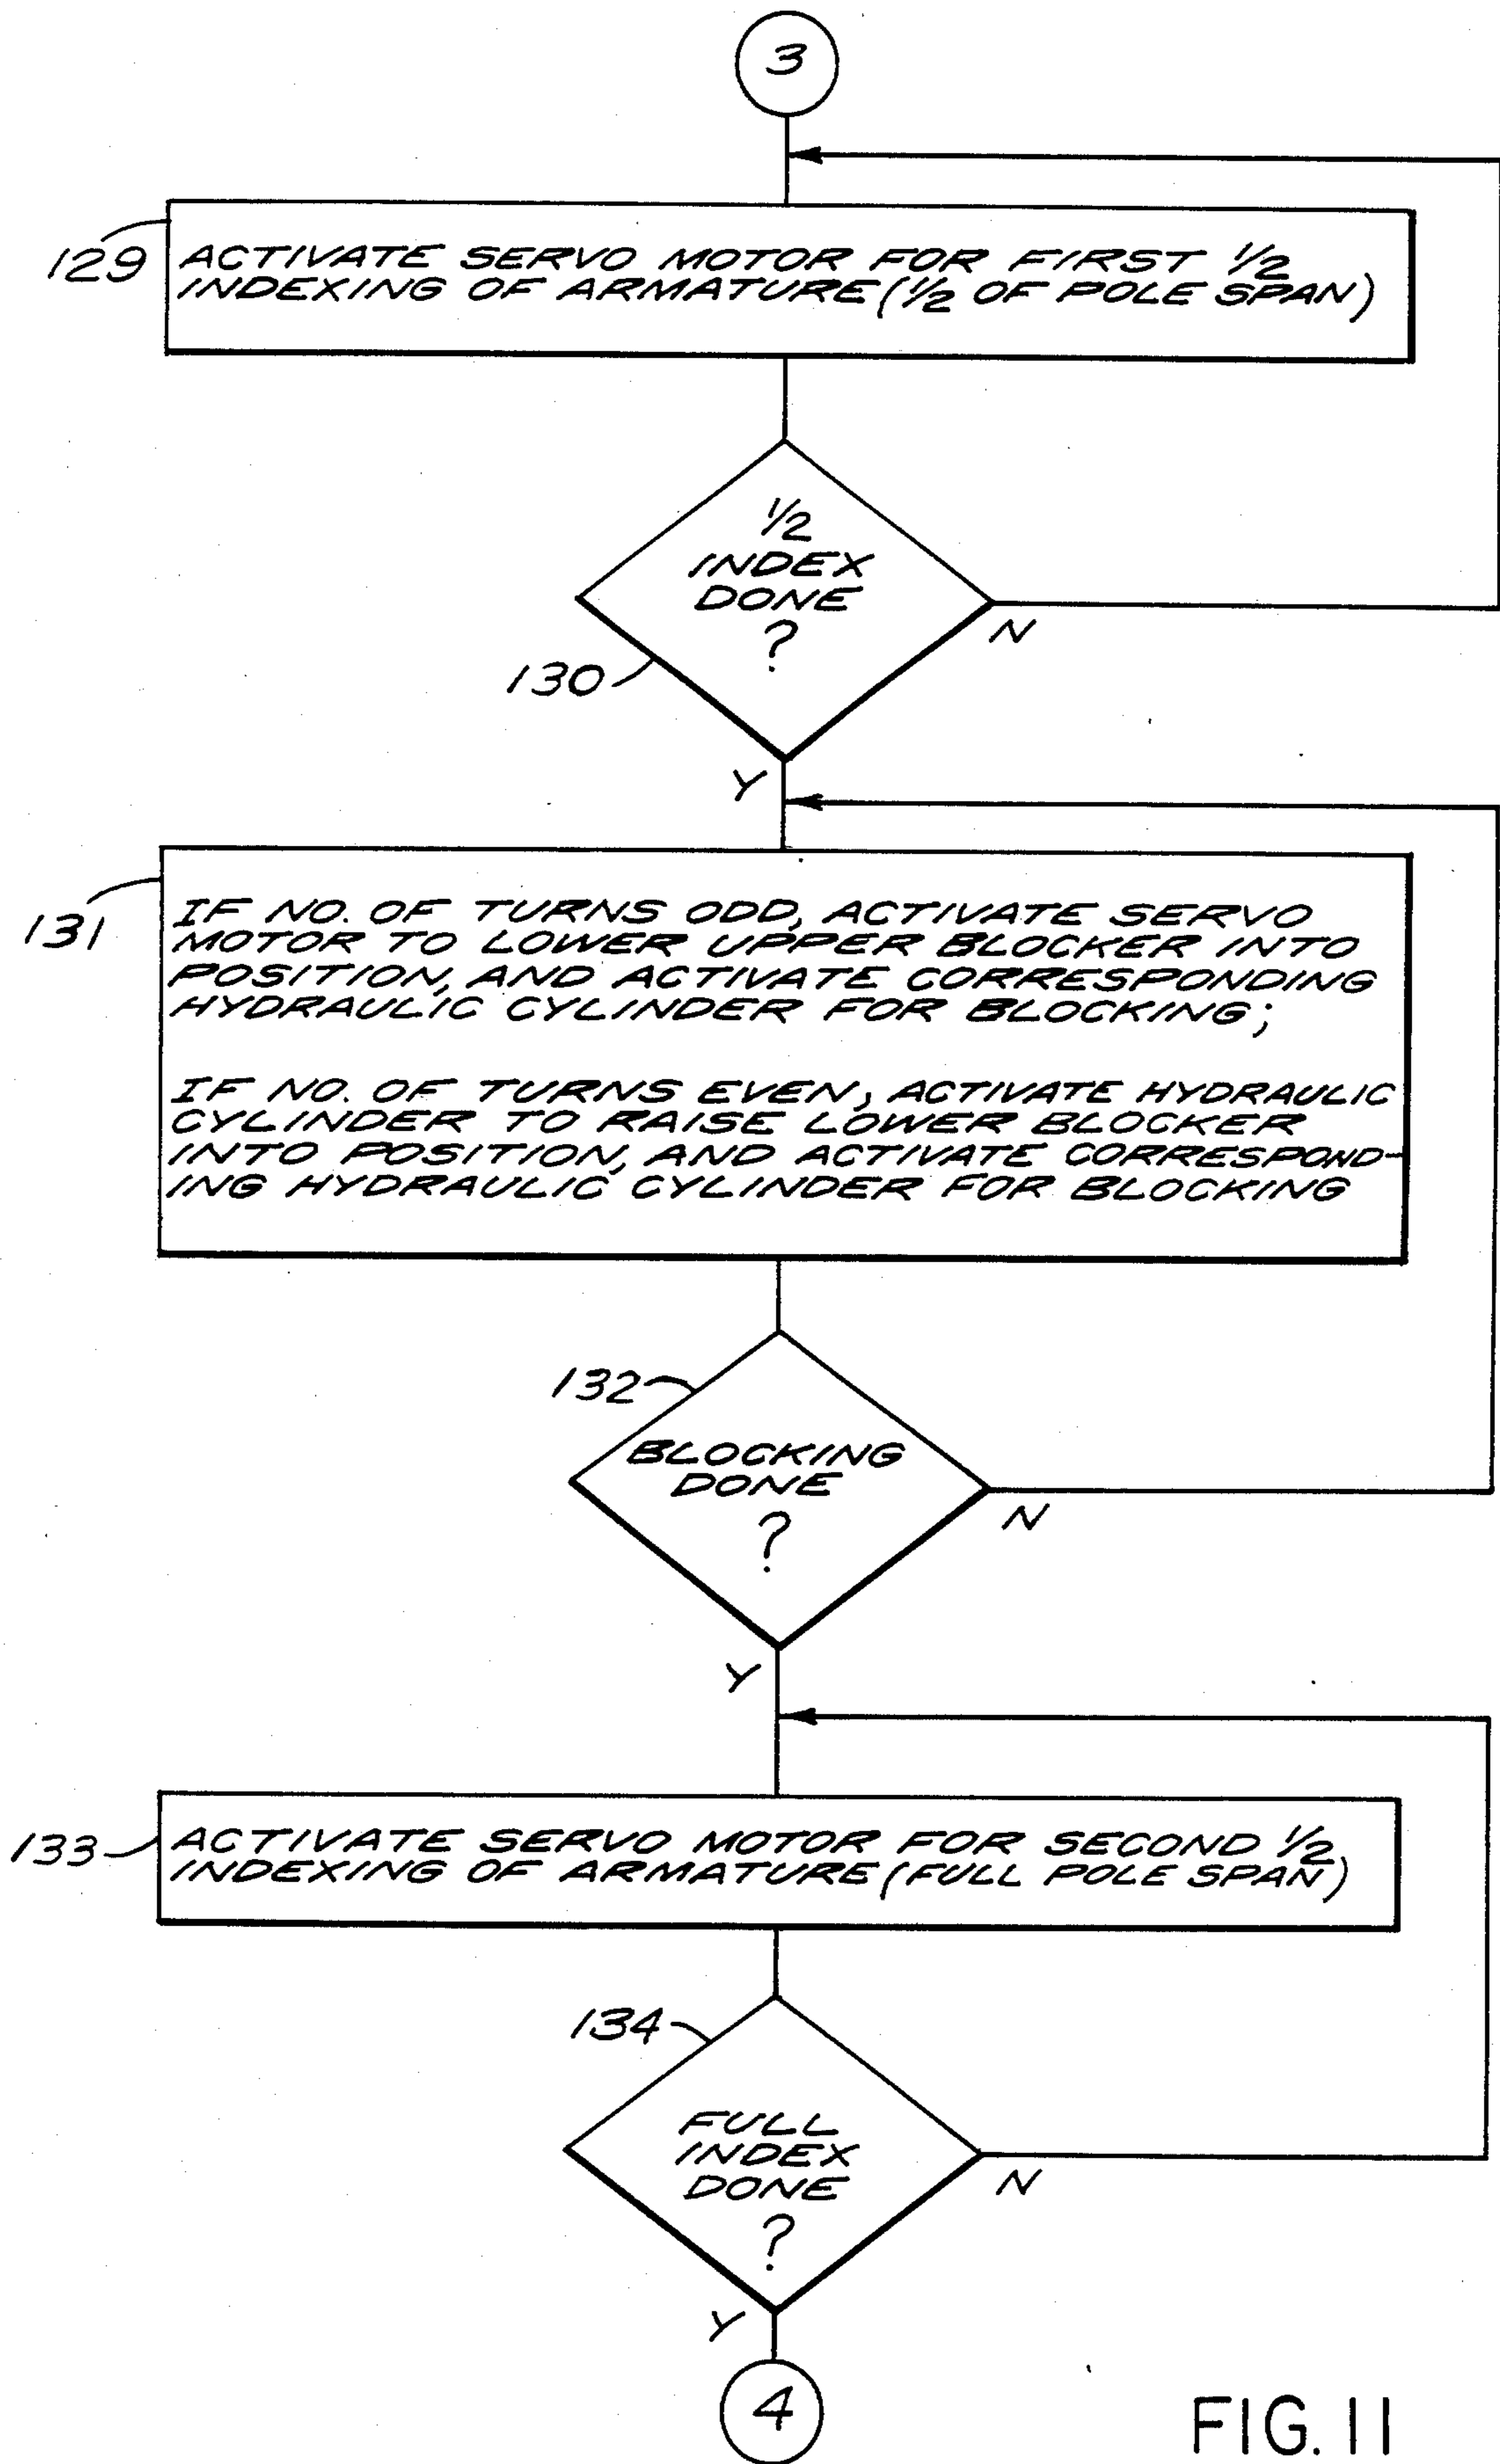 3
129
ACTIVATE SERVO MOTOR FOR FIRST 1/2
INDEXING OF ARMATURE (1/2 OF POLE SPAN)
1/2
INDEX
DONE
?
N
130
Y
131
IF NO. OF TURNS ODD, ACTIVATE SERVO
MOTOR TO LOWER UPPER BLOCKER INTO
POSITION, AND ACTIVATE CORRESPONDING
HYDRAULIC CYLINDER FOR BLOCKING;
IF NO. OF TURNS EVEN, ACTIVATE HYDRAULIC
CYLINDER TO RAISE LOWER BLOCKER
INTO POSITION, AND ACTIVATE CORRESPOND-
ING HYDRAULIC CYLINDER FOR BLOCKING
132
BLOCKING
DONE
?
N
Y
133
ACTIVATE SERVO MOTOR FOR SECOND 1/2
INDEXING OF ARMATURE (FULL POLE SPAN)
134
FULL
INDEX
DONE
?
N
Y
4
FIG. 11